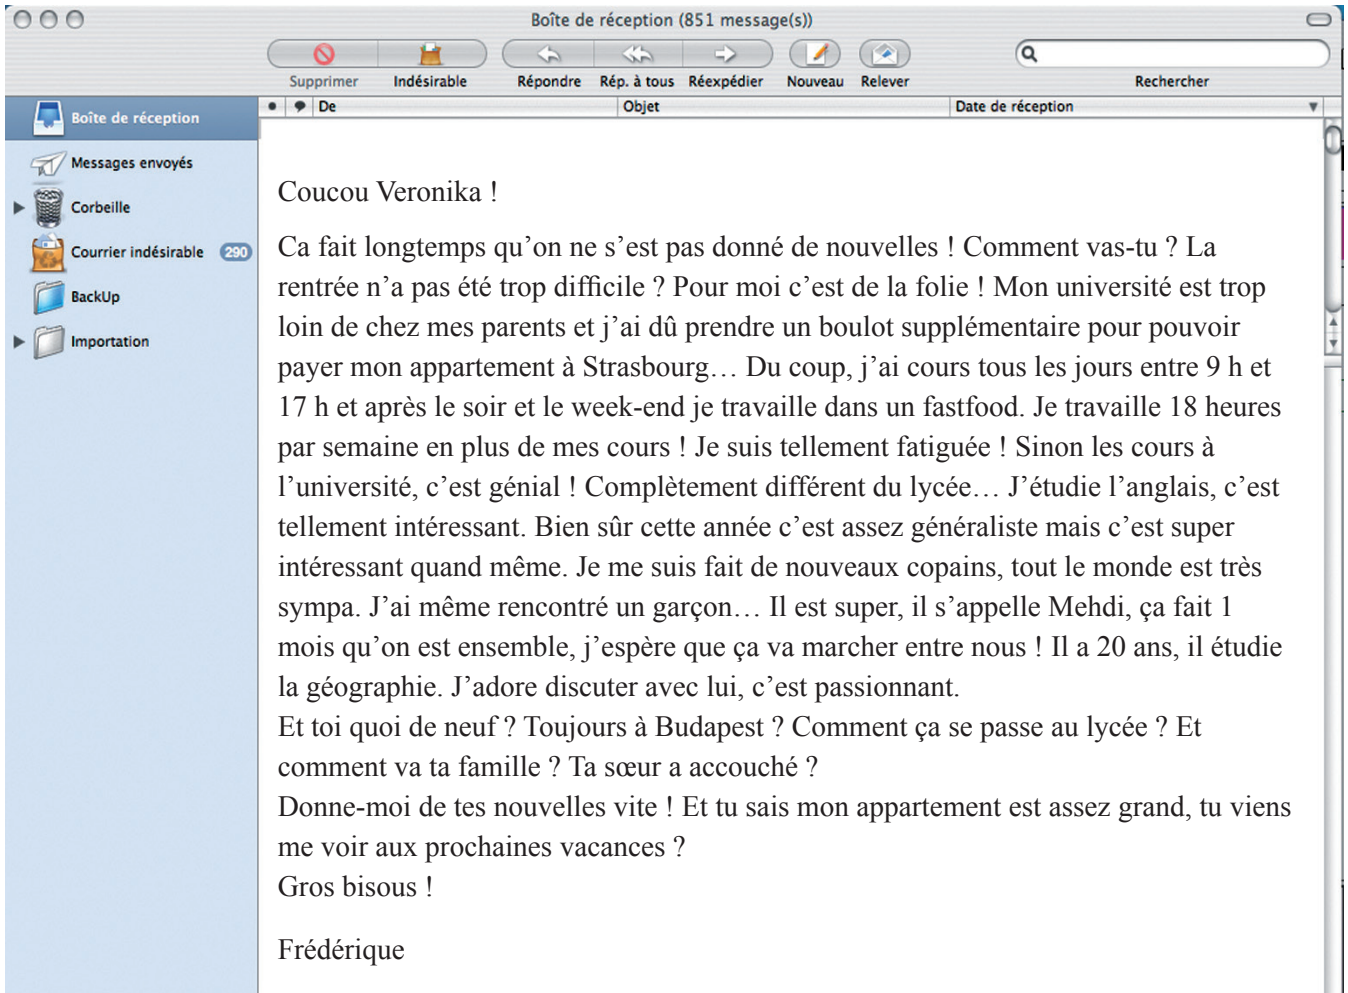 Boîte de réception (851 message(s))
Supprimer Indésirable Répondre Rép. à tous Réexpédier Nouveau Relever Rechercher
De Objet Date de réception
Boîte de réception
Messages envoyés
Corbeille
Courrier indésirable 290
BackUp
Importation
Coucou Veronika !
Ca fait longtemps qu’on ne s’est pas donné de nouvelles ! Comment vas-tu ? La
rentrée n’a pas été trop difficile ? Pour moi c’est de la folie ! Mon université est trop
loin de chez mes parents et j’ai dû prendre un boulot supplémentaire pour pouvoir
payer mon appartement à Strasbourg… Du coup, j’ai cours tous les jours entre 9 h et
17 h et après le soir et le week-end je travaille dans un fastfood. Je travaille 18 heures
par semaine en plus de mes cours ! Je suis tellement fatiguée ! Sinon les cours à
l’université, c’est génial ! Complètement différent du lycée… J’étudie l’anglais, c’est
tellement intéressant. Bien sûr cette année c’est assez généraliste mais c’est super
intéressant quand même. Je me suis fait de nouveaux copains, tout le monde est très
sympa. J’ai même rencontré un garçon… Il est super, il s’appelle Mehdi, ça fait 1
mois qu’on est ensemble, j’espère que ça va marcher entre nous ! Il a 20 ans, il étudie
la géographie. J’adore discuter avec lui, c’est passionnant.
Et toi quoi de neuf ? Toujours à Budapest ? Comment ça se passe au lycée ? Et
comment va ta famille ? Ta sœur a accouché ?
Donne-moi de tes nouvelles vite ! Et tu sais mon appartement est assez grand, tu viens
me voir aux prochaines vacances ?
Gros bisous !
Frédérique